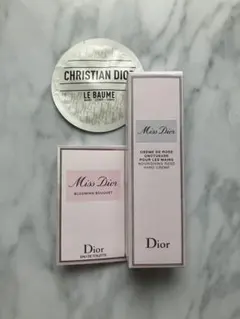 CHRISTIAN DIOR
LE BAUME
Miss Dior
BLOOMING BOUQUET
Dior
EAU DE TOILETTE
Miss Dior
CRÈME DE ROSE
ONCTUEUSE
POUR LES MAINS
NOURISHING ROSE
HAND CREME
Dior